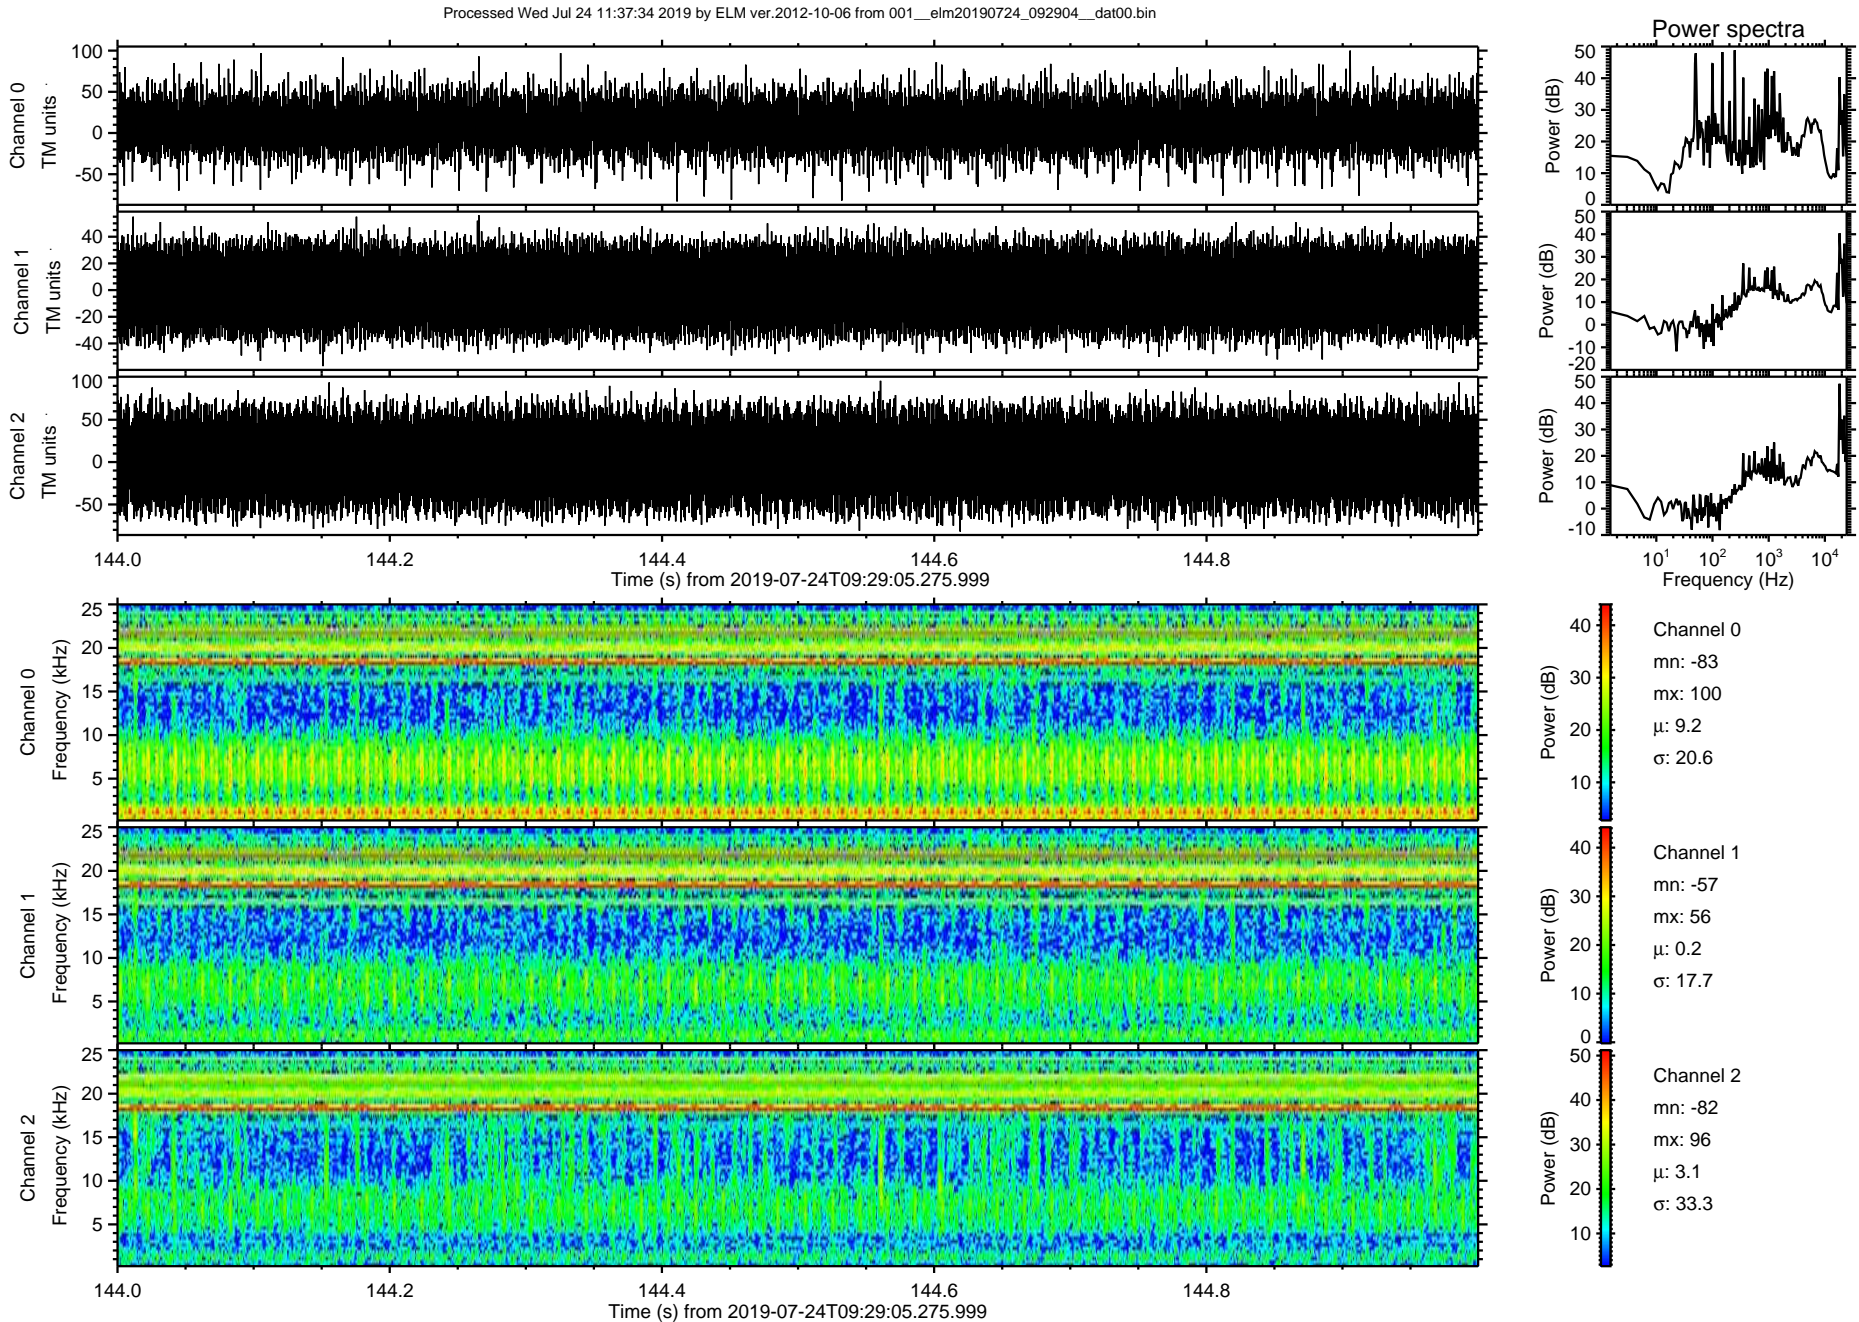 Processed Wed Jul 24 11:37:34 2019 by ELM ver.2012-10-06 from 001__elm20190724_092904__dat00.bin
Power spectra
Channel 0
TM units
100
50
0
-50
Power (dB)
50
40
30
20
10
0
Channel 1
TM units
40
20
0
-20
-40
Power (dB)
50
40
30
20
10
0
-10
-20
Channel 2
TM units
100
50
0
-50
Power (dB)
50
40
30
20
10
0
-10
144.0 144.2 144.4 144.6 144.8
Time (s) from 2019-07-24T09:29:05.275.999
10^1 10^2 10^3 10^4
Frequency (Hz)
Channel 0
Frequency (kHz)
25
20
15
10
5
Power (dB)
40
30
20
10
Channel 0
mn: -83
mx: 100
μ: 9.2
σ: 20.6
Channel 1
Frequency (kHz)
25
20
15
10
5
Power (dB)
40
30
20
10
0
Channel 1
mn: -57
mx: 56
μ: 0.2
σ: 17.7
Channel 2
Frequency (kHz)
25
20
15
10
5
Power (dB)
50
40
30
20
10
Channel 2
mn: -82
mx: 96
μ: 3.1
σ: 33.3
144.0 144.2 144.4 144.6 144.8
Time (s) from 2019-07-24T09:29:05.275.999